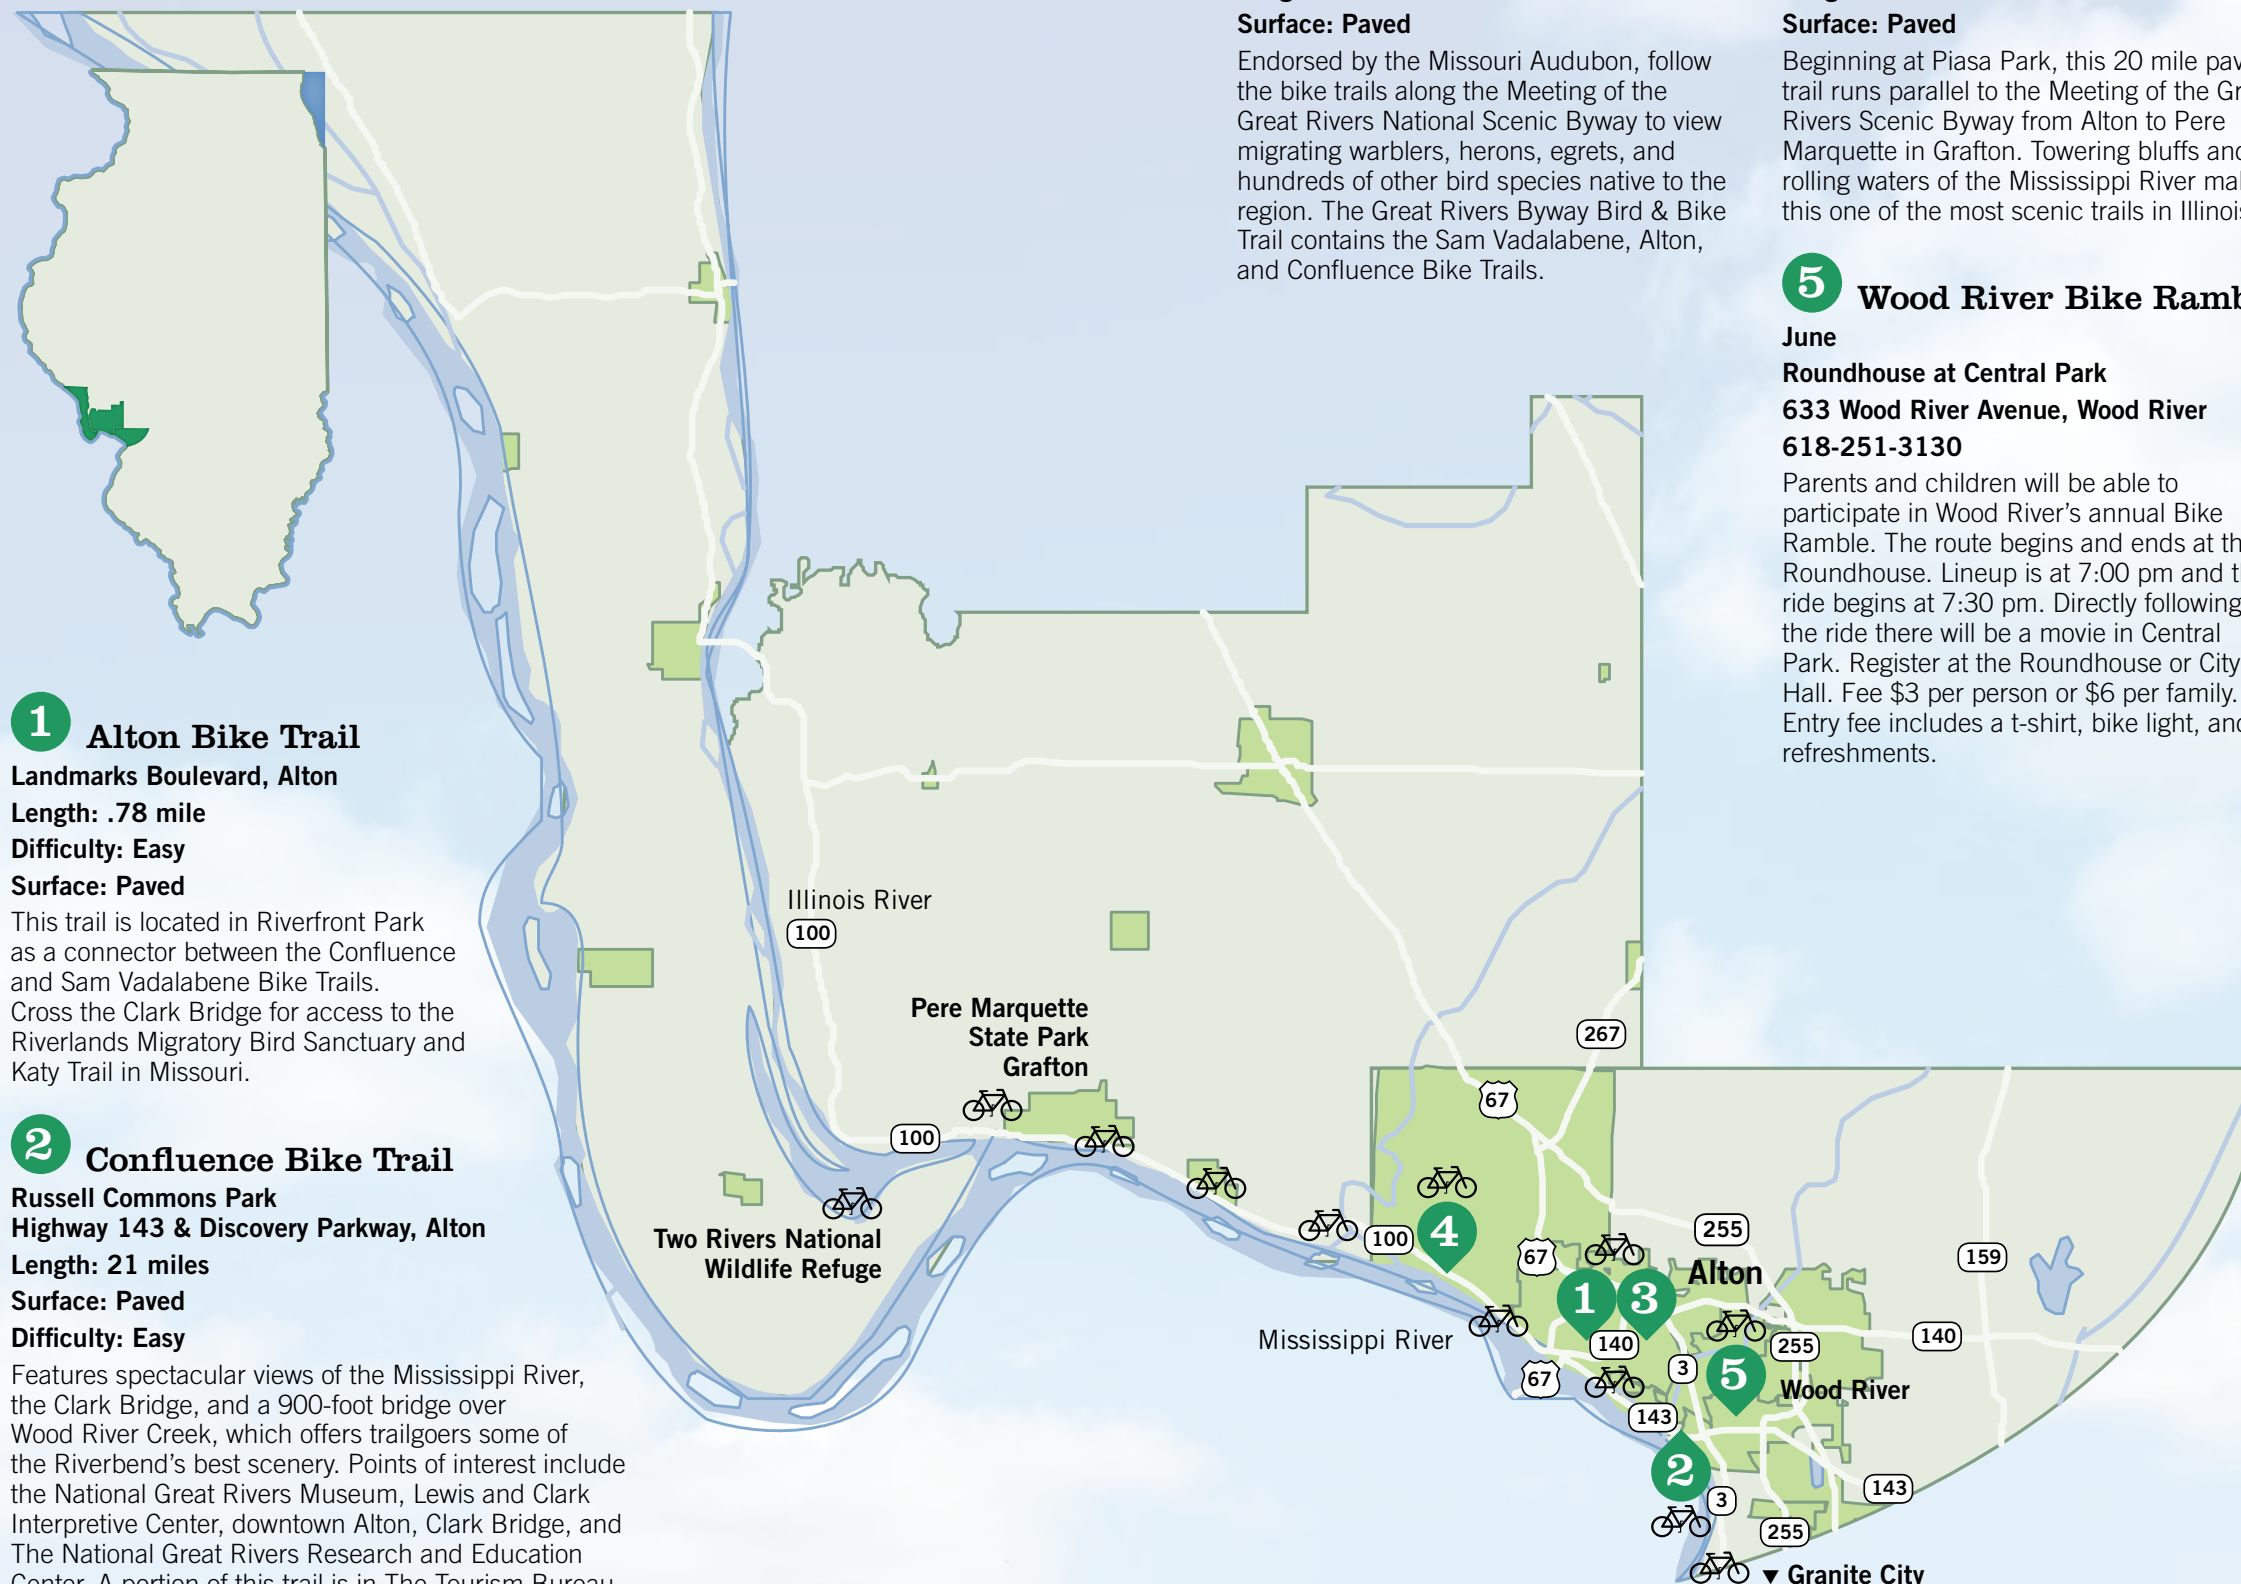 Surface: Paved
Endorsed by the Missouri Audubon, follow
the bike trails along the Meeting of the
Great Rivers National Scenic Byway to view
migrating warblers, herons, egrets, and
hundreds of other bird species native to the
region. The Great Rivers Byway Bird & Bike
Trail contains the Sam Vadalabene, Alton,
and Confluence Bike Trails.
Surface: Paved
Beginning at Piasa Park, this 20 mile
trail runs parallel to the Meeting of the
Rivers Scenic Byway from Alton to Pere
Marquette in Grafton. Towering bluffs
rolling waters of the Mississippi River
this one of the most scenic trails in
5
Wood River Bike
June
Roundhouse at Central Park
633 Wood River Avenue, Wood River
618-251-3130
Parents and children will be able to
participate in Wood River's annual Bike
Ramble. The route begins and ends at
Roundhouse. Lineup is at 7:00 pm and
ride begins at 7:30 pm. Directly following
the ride there will be a movie in Central
Park. Register at the Roundhouse or City
Hall. Fee $3 per person or $6 per family.
Entry fee includes a t-shirt, bike light,
refreshments.
1
Alton Bike Trail
Landmarks Boulevard, Alton
Length: .78 mile
Difficulty: Easy
Surface: Paved
This trail is located in Riverfront Park
as a connector between the Confluence
and Sam Vadalabene Bike Trails.
Cross the Clark Bridge for access to the
Riverlands Migratory Bird Sanctuary and
Katy Trail in Missouri.
2
Confluence Bike Trail
Russell Commons Park
Highway 143 & Discovery Parkway, Alton
Length: 21 miles
Surface: Paved
Difficulty: Easy
Features spectacular views of the Mississippi River,
the Clark Bridge, and a 900-foot bridge over
Wood River Creek, which offers trailgoers some of
the Riverbend's best scenery. Points of interest include
the National Great Rivers Museum, Lewis and Clark
Interpretive Center, downtown Alton, Clark Bridge, and
The National Great Rivers Research and Education
Center. A portion of this trail is in The Tourism Bureau
Illinois River
100
Pere Marquette
State Park
Grafton
100
Two Rivers National
Wildlife Refuge
267
67
100
4
67
255
159
Alton
1
3
Mississippi River
140
3
255
140
67
5
Wood River
143
2
3
143
255
▼ Granite City